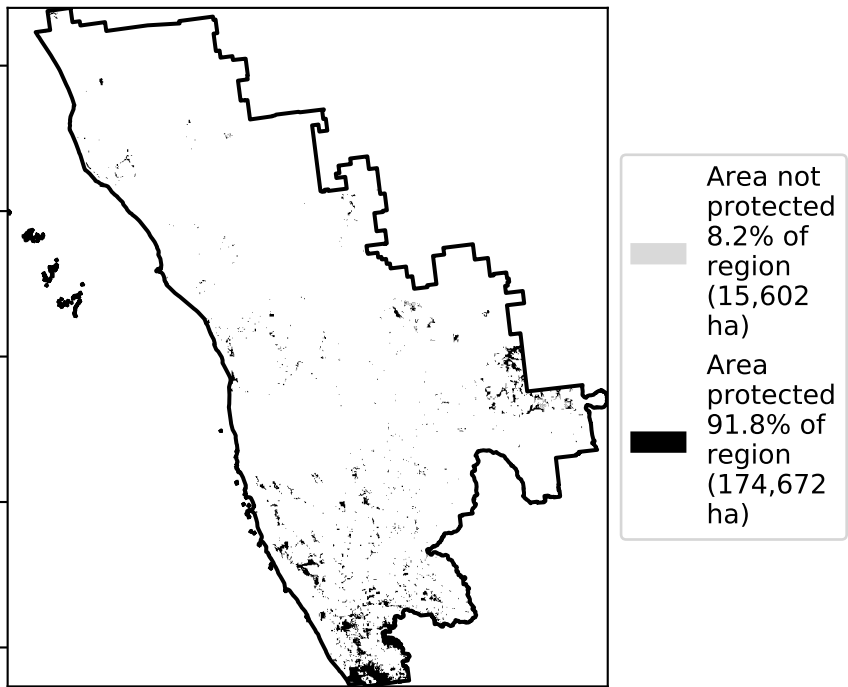 Area not
protected
8.2% of
region
(15,602
ha)
Area
protected
91.8% of
region
(174,672
ha)